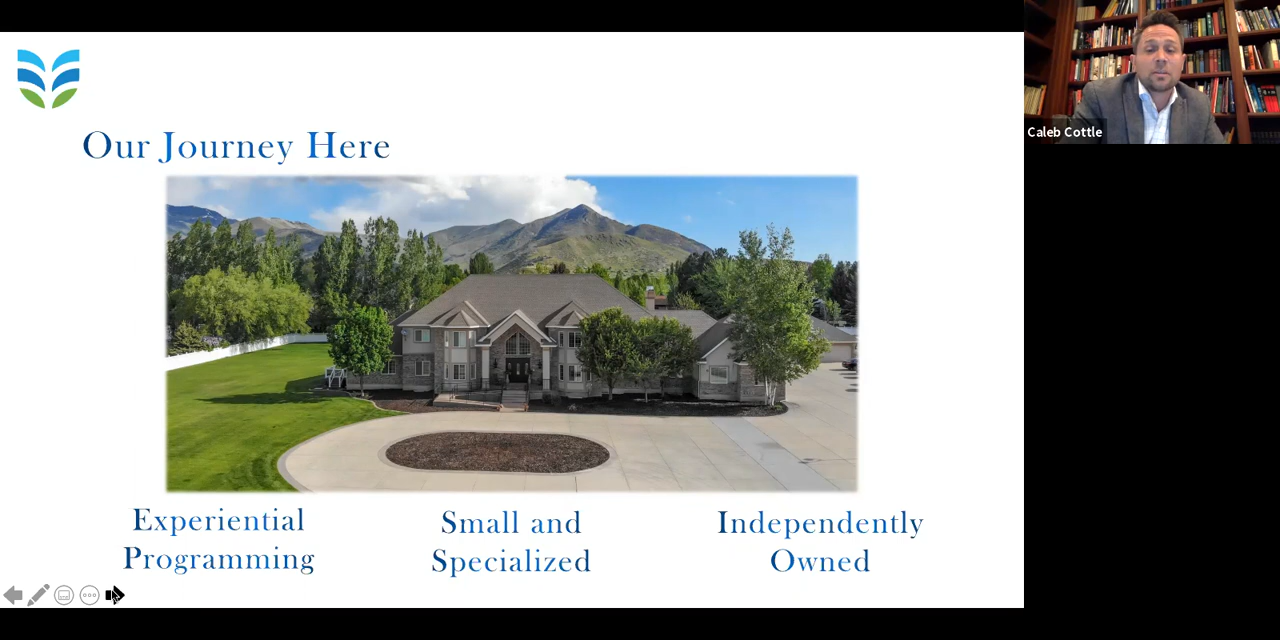 Our Journey Here
Caleb Cottle
Experiential
Programming
Small and
Specialized
Independently
Owned